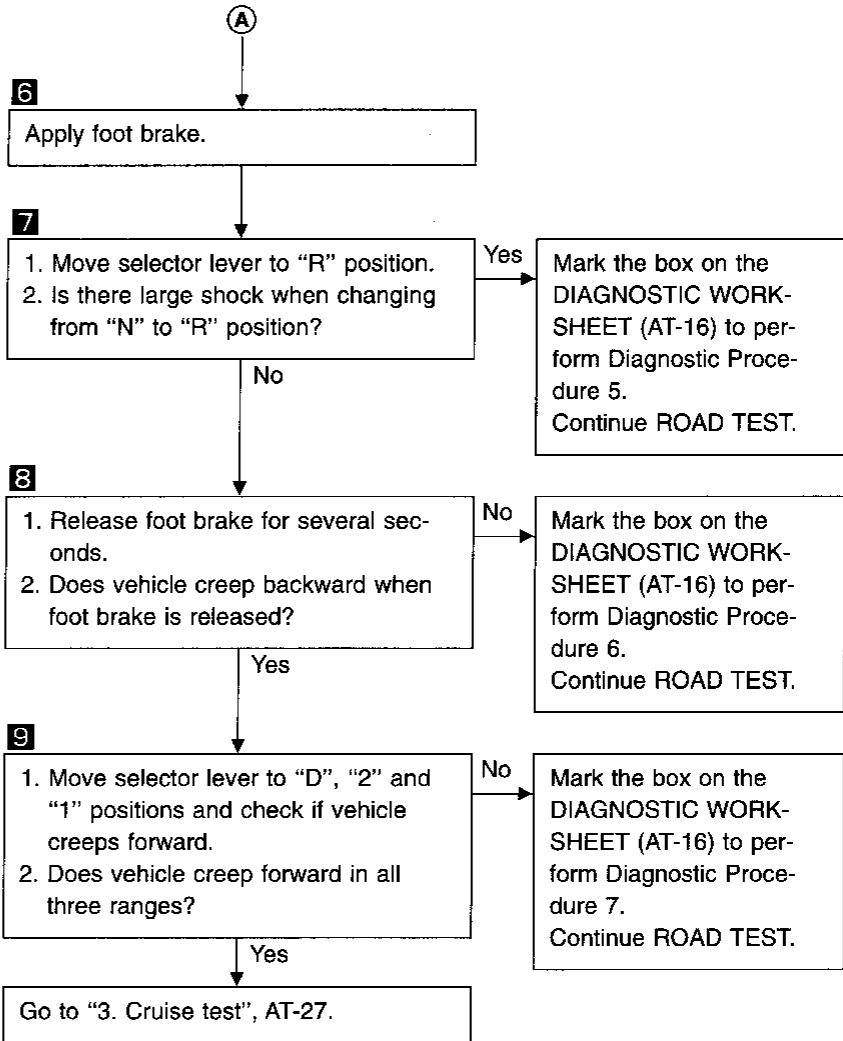 A
6
Apply foot brake.
7
1. Move selector lever to “R” position.
2. Is there large shock when changing
from “N” to “R” position?
Yes
Mark the box on the
DIAGNOSTIC WORK-
SHEET (AT-16) to per-
form Diagnostic Proce-
dure 5.
Continue ROAD TEST.
No
8
1. Release foot brake for several sec-
onds.
2. Does vehicle creep backward when
foot brake is released?
No
Mark the box on the
DIAGNOSTIC WORK-
SHEET (AT-16) to per-
form Diagnostic Proce-
dure 6.
Continue ROAD TEST.
Yes
9
1. Move selector lever to “D”, “2” and
“1” positions and check if vehicle
creeps forward.
2. Does vehicle creep forward in all
three ranges?
No
Mark the box on the
DIAGNOSTIC WORK-
SHEET (AT-16) to per-
form Diagnostic Proce-
dure 7.
Continue ROAD TEST.
Yes
Go to “3. Cruise test”, AT-27.